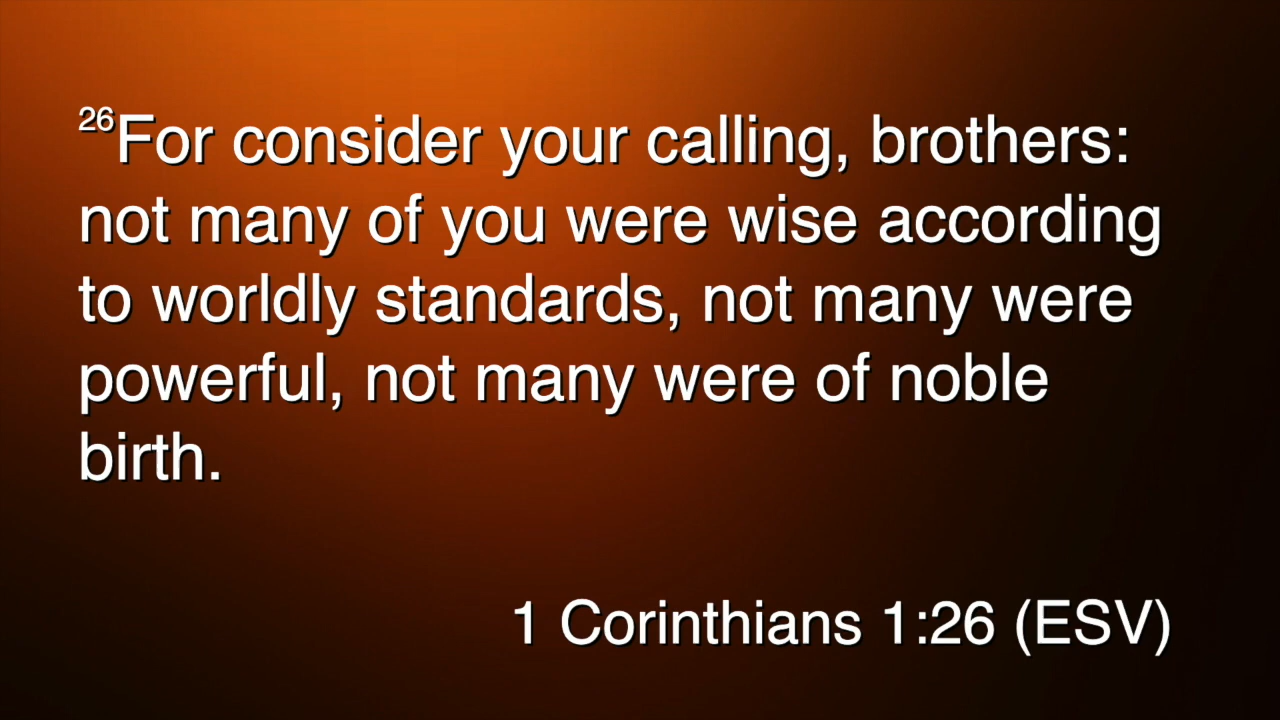 26For consider your calling, brothers:
not many of you were wise according
to worldly standards, not many were
powerful, not many were of noble
birth.
1 Corinthians 1:26 (ESV)